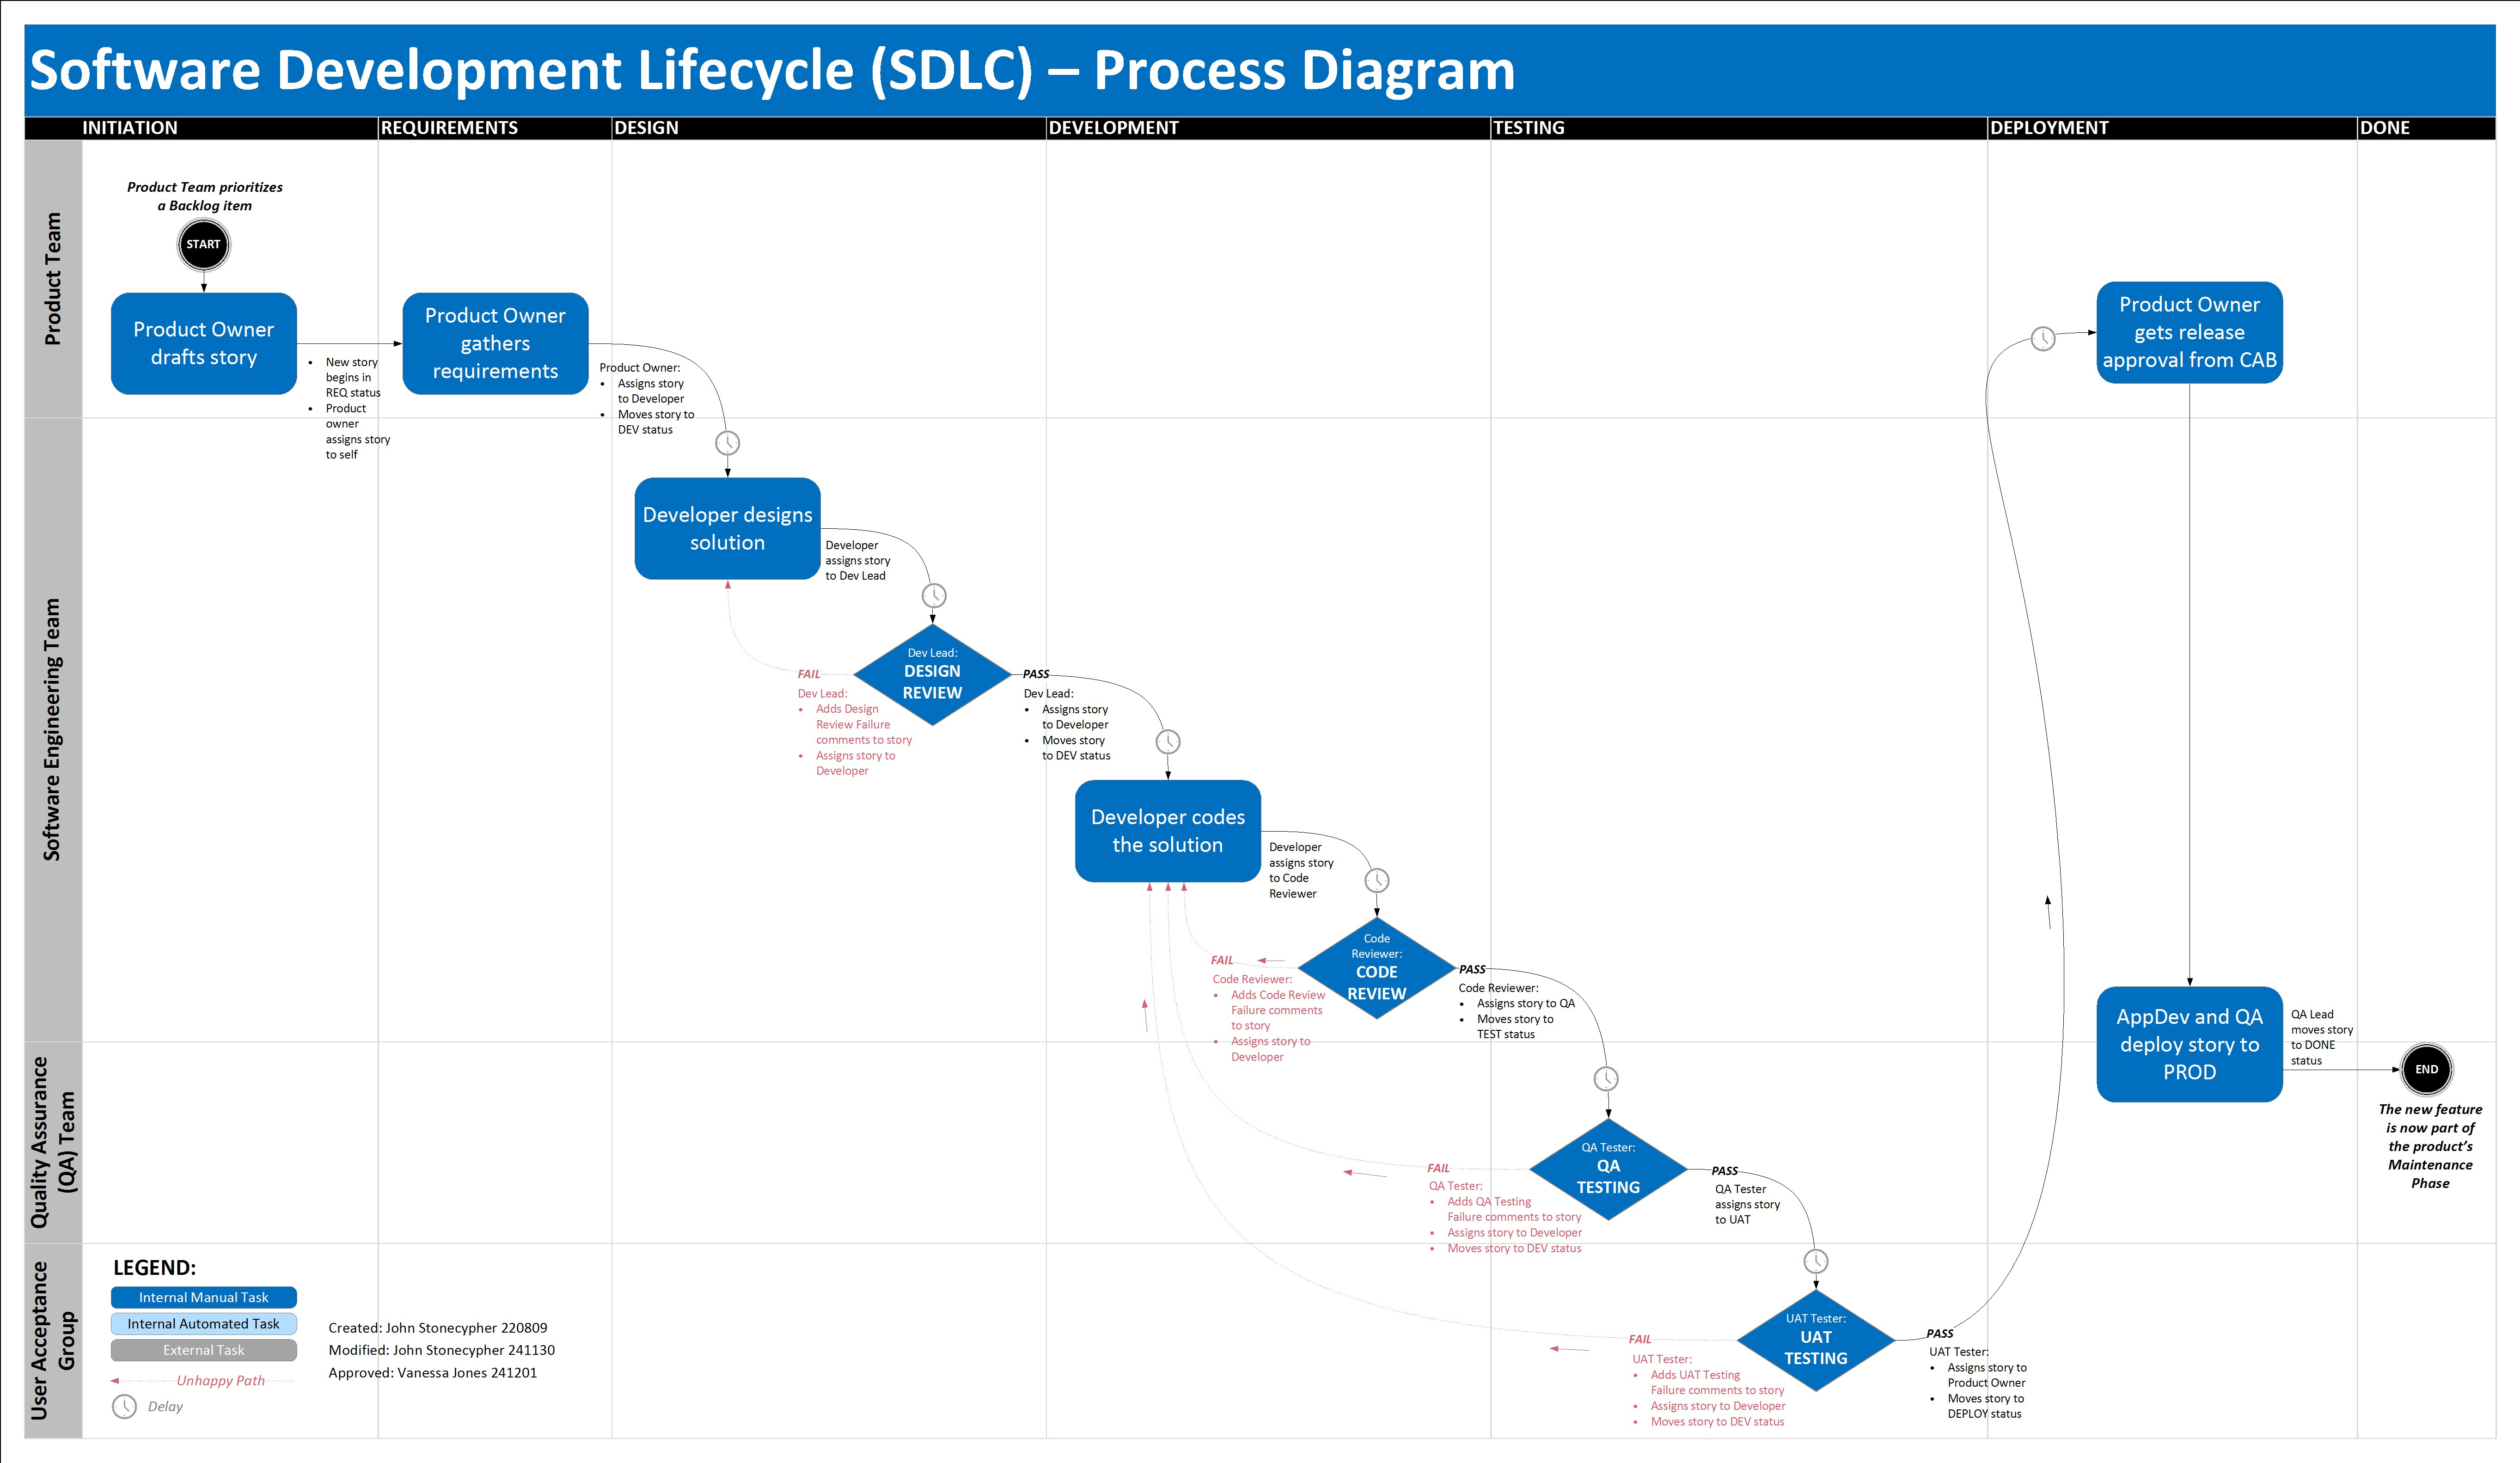 Software Development Lifecycle (SDLC) – Process Diagram
INITIATION
REQUIREMENTS
DESIGN
DEVELOPMENT
TESTING
DEPLOYMENT
DONE
Product Team
Product Team prioritizes
a Backlog item
START
Product Owner
drafts story
• New story
begins in
REQ status
• Product
owner
assigns story
to self
Product Owner
gathers
requirements
Product Owner:
• Assigns story
to Developer
• Moves story to
DEV status
Product Owner
gets release
approval from CAB
Software Engineering Team
Developer designs
solution
Developer
assigns story
to Dev Lead
Dev Lead:
DESIGN
REVIEW
FAIL
Dev Lead:
• Adds Design
Review Failure
comments to story
• Assigns story to
Developer
PASS
Dev Lead:
• Assigns story
to Developer
• Moves story
to DEV status
Developer codes
the solution
Developer
assigns story
to Code
Reviewer
Code
Reviewer:
CODE
REVIEW
FAIL
Code Reviewer:
• Adds Code Review
Failure comments
to story
• Assigns story to
Developer
PASS
Code Reviewer:
• Assigns story to QA
• Moves story to
TEST status
AppDev and QA
deploy story to
PROD
QA Lead
moves story
to DONE
status
END
The new feature
is now part of
the product’s
Maintenance
Phase
Quality Assurance
(QA) Team
QA Tester:
QA
TESTING
FAIL
QA Tester:
• Adds QA Testing
Failure comments to story
• Assigns story to Developer
• Moves story to DEV status
PASS
QA Tester
assigns story
to UAT
User Acceptance
Group
UAT Tester:
UAT
TESTING
FAIL
UAT Tester:
• Adds UAT Testing
Failure comments to story
• Assigns story to Developer
• Moves story to DEV status
PASS
UAT Tester:
• Assigns story to
Product Owner
• Moves story to
DEPLOY status
LEGEND:
Internal Manual Task
Internal Automated Task
External Task
Unhappy Path
Delay
Created: John Stonecypher 220809
Modified: John Stonecypher 241130
Approved: Vanessa Jones 241201